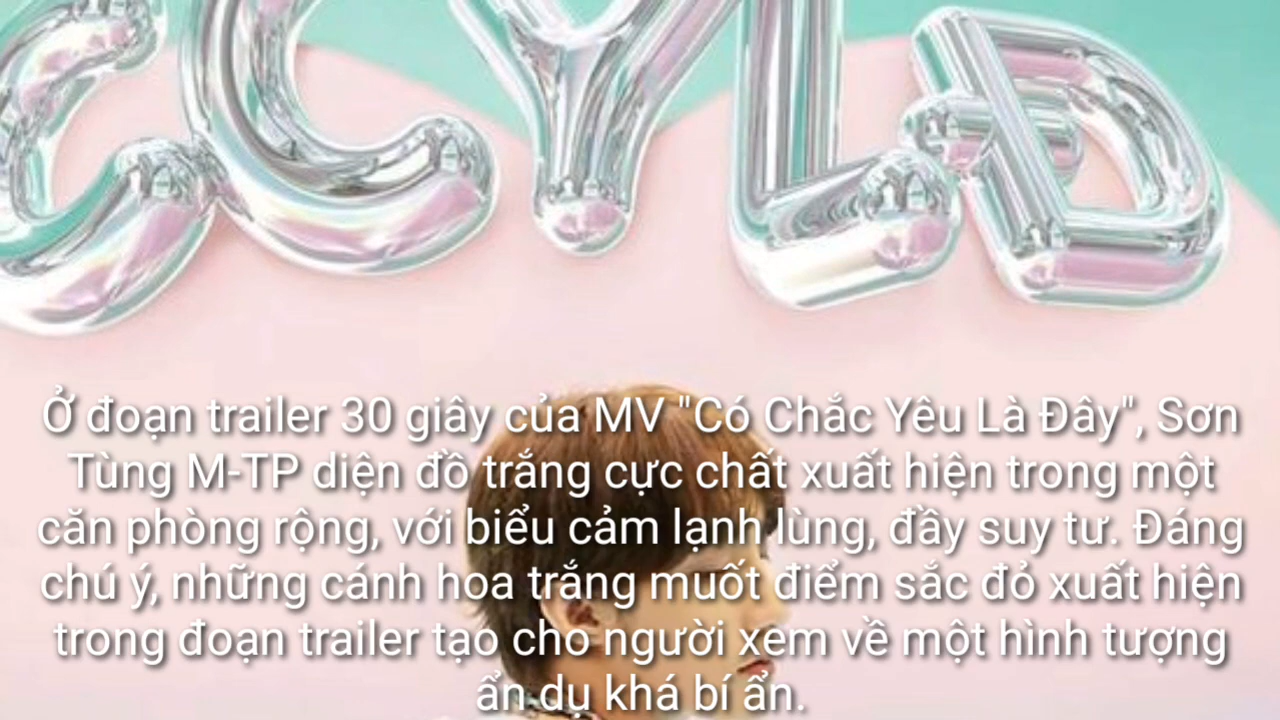 CCYLĐ
Ở đoạn trailer 30 giây của MV "Có Chắc Yêu Là Đây", Sơn
Tùng M-TP diện đồ trắng cực chất xuất hiện trong một
căn phòng rộng, với biểu cảm lạnh lùng, đầy suy tư. Đáng
chú ý, những cánh hoa trắng muốt điểm sắc đỏ xuất hiện
trong đoạn trailer tạo cho người xem về một hình tượng
ẩn dụ khá bí ẩn.